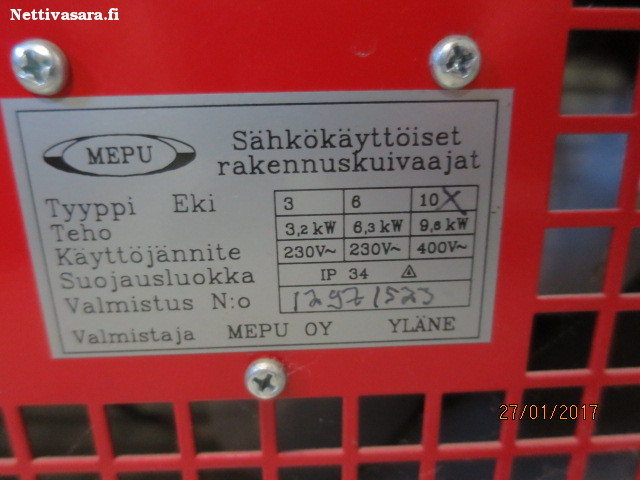 Nettivasara.fi
MEPU
Sähkökäyttöiset
rakennuskuivaajat
Tyyppi Eki 3 6 10 X
Teho 3,2 kW 6,3 kW 9,6 kW
Käyttöjännite 230V~ 230V~ 400V~
Suojausluokka IP 34
Valmistus N:o
Valmistaja MEPU OY YLÄNE
27/01/2017